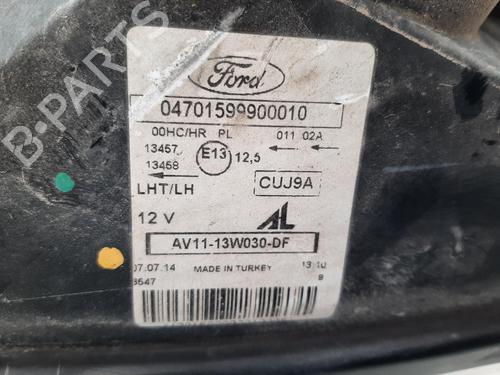 Ford
04701599900010
00HC/HR PL 011 02A
13457
13458
E13 12,5
LHT/LH CUJ9A
12 V AL
AV11-13W030-DF
07.07.14 MADE IN TURKEY 13:10